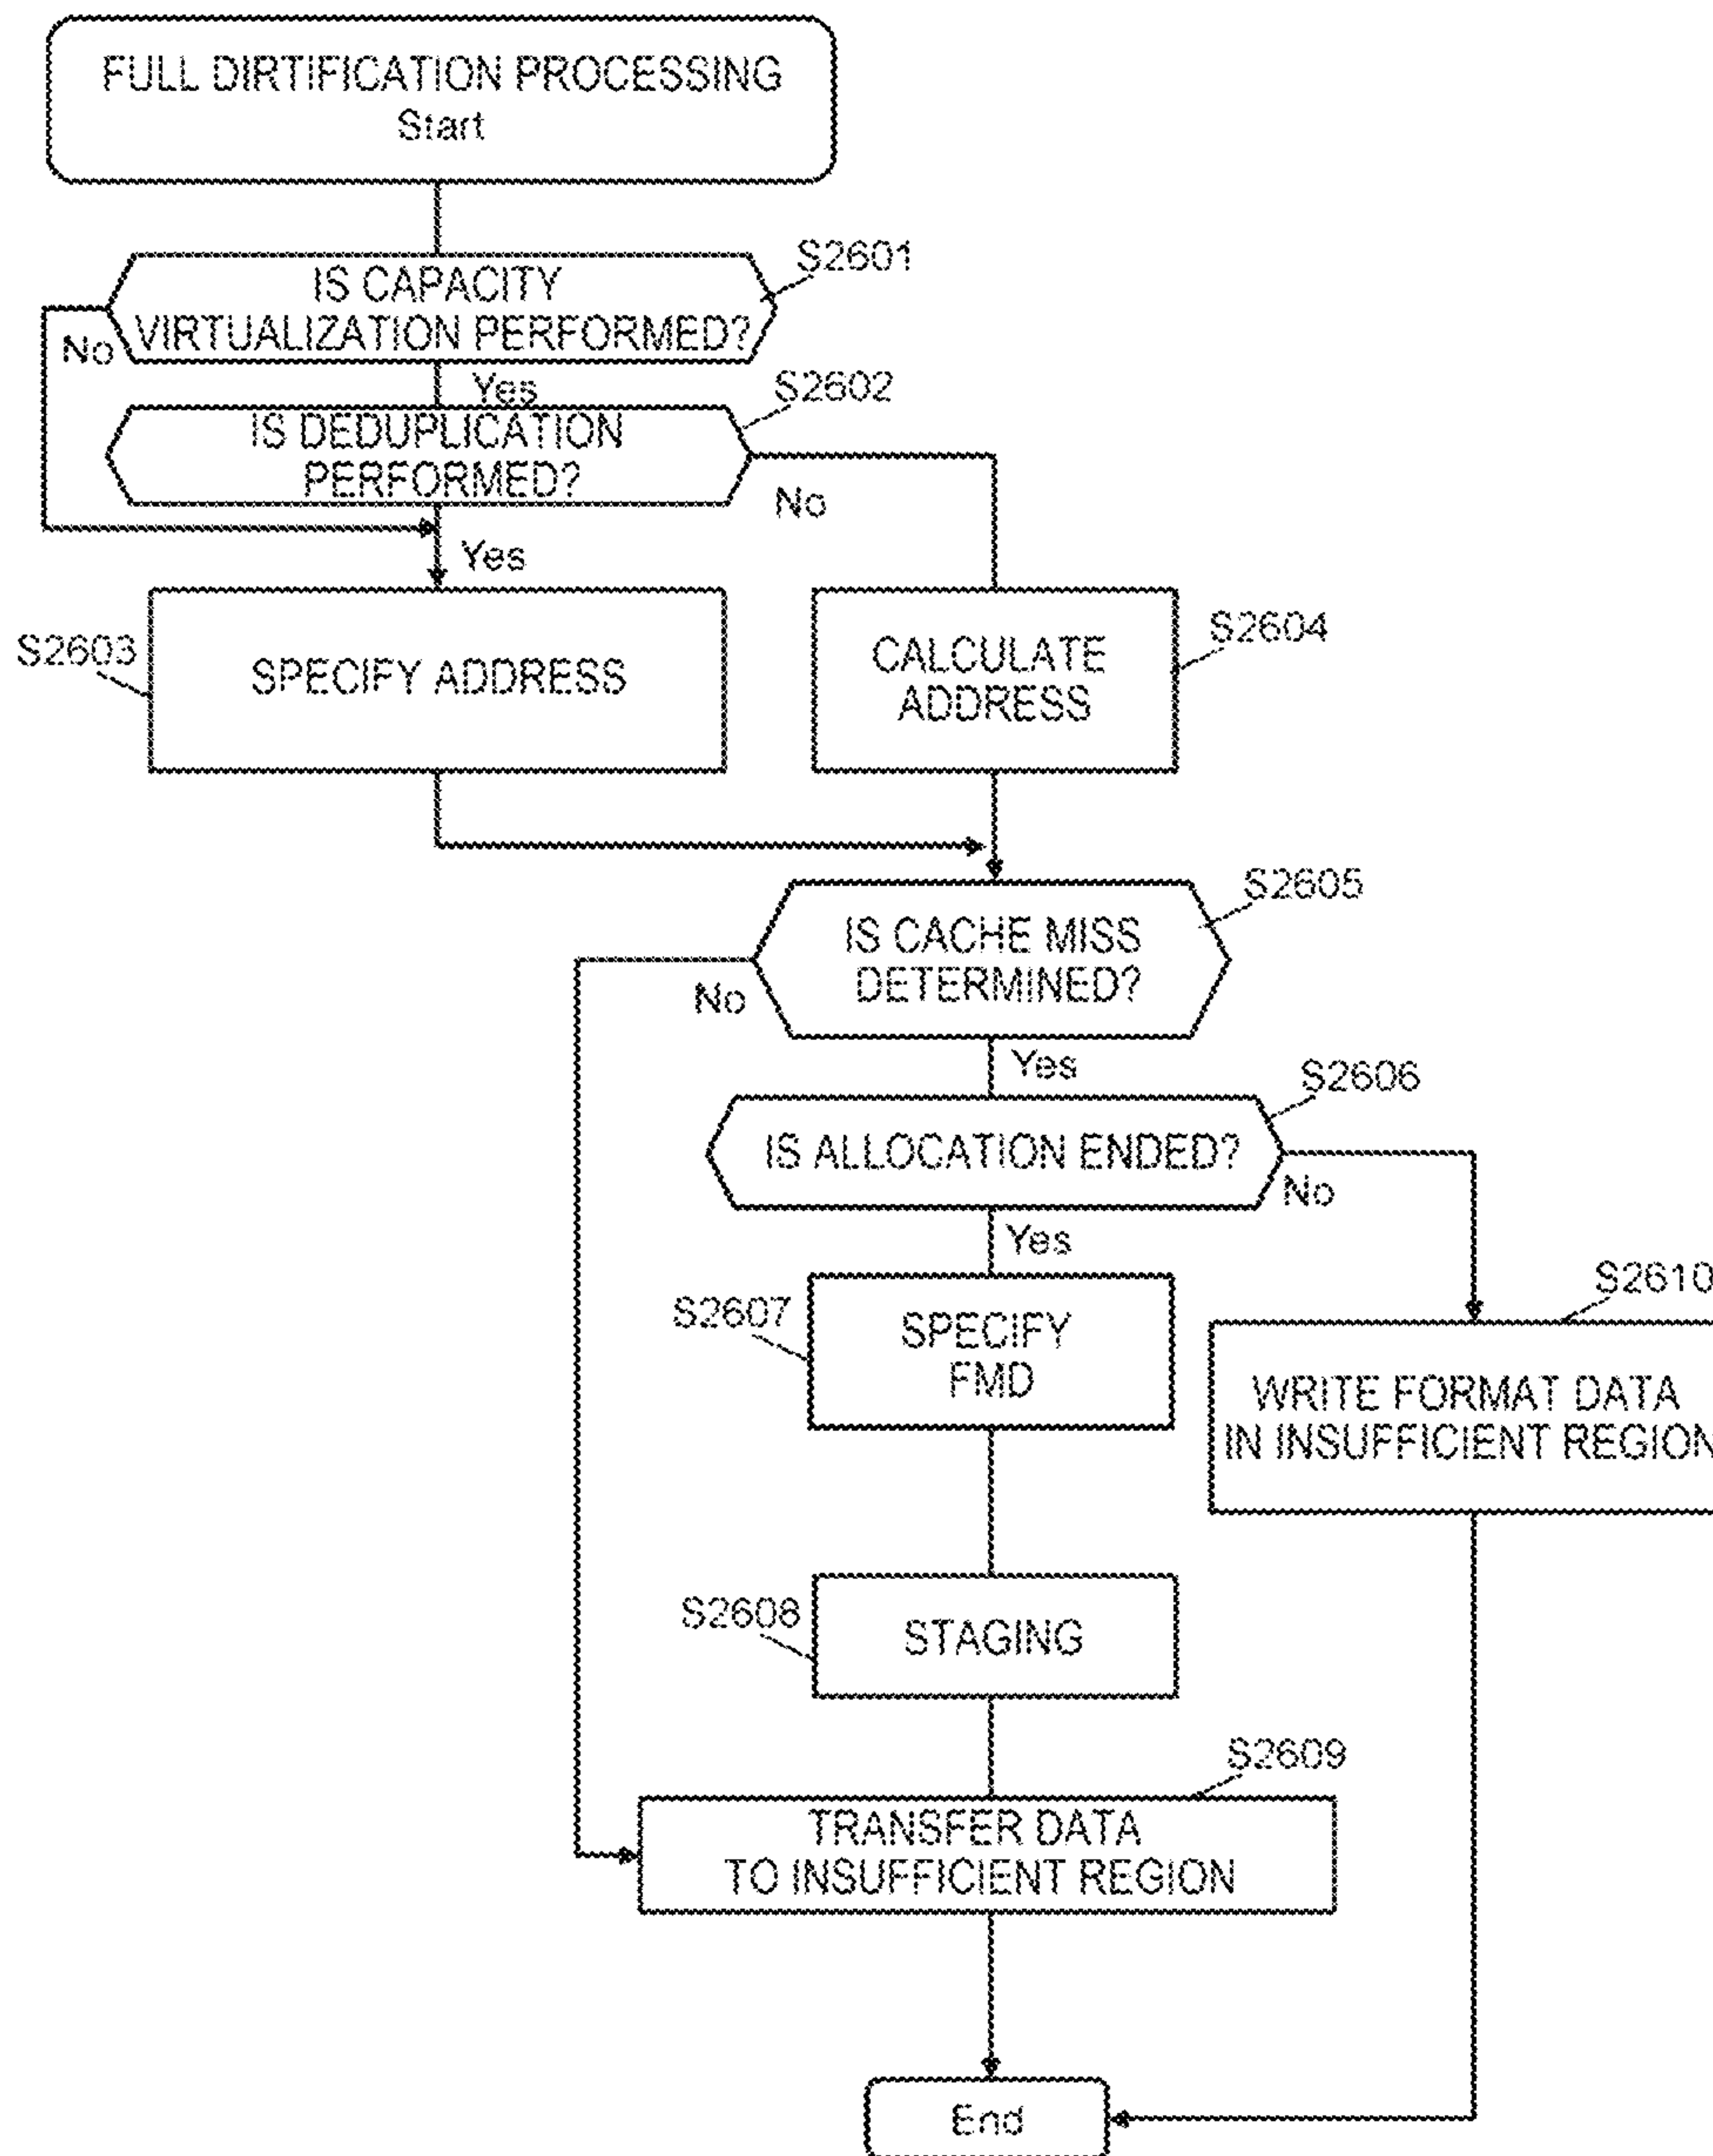 FULL DIRTIFICATION PROCESSING
Start
S2601
IS CAPACITY
VIRTUALIZATION PERFORMED?
No
Yes
S2602
IS DEDUPLICATION
PERFORMED?
No
Yes
S2603
SPECIFY ADDRESS
S2604
CALCULATE
ADDRESS
S2605
IS CACHE MISS
DETERMINED?
No
Yes
S2606
IS ALLOCATION ENDED?
No
Yes
S2607
SPECIFY
FMD
S2610
WRITE FORMAT DATA
IN INSUFFICIENT REGION
S2608
STAGING
S2609
TRANSFER DATA
TO INSUFFICIENT REGION
End